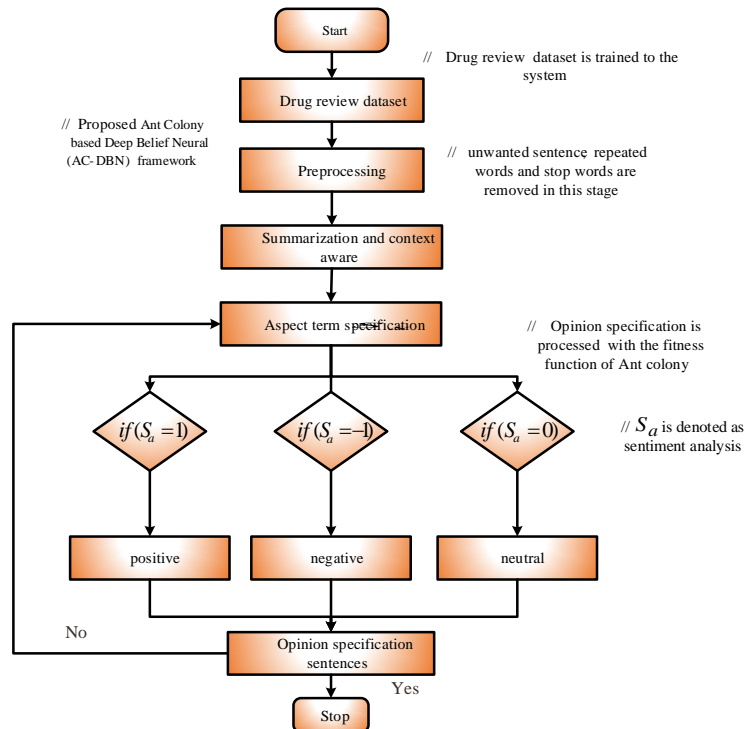 Start
// Drug review dataset is trained to the
system
Drug review dataset
// Proposed Ant Colony
based Deep Belief Neural
(AC-DBN) framework
Preprocessing
// unwanted sentence, repeated
words and stop words are
removed in this stage
Summarization and context
aware
Aspect term specification
// Opinion specification is
processed with the fitness
function of Ant colony
if(Sₐ=1)
if(Sₐ=−1)
if(Sₐ=0)
// Sₐ is denoted as
sentiment analysis
positive
negative
neutral
No
Opinion specification
sentences
Yes
Stop